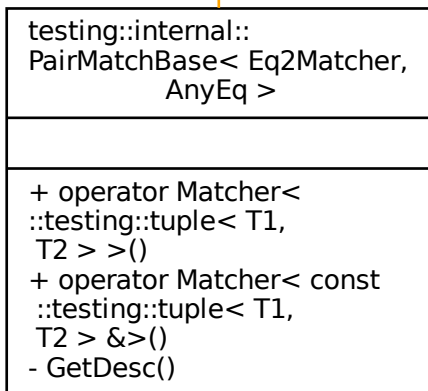 testing::internal::
PairMatchBase< Eq2Matcher,
AnyEq >
+ operator Matcher<
::testing::tuple< T1,
T2 > >()
+ operator Matcher< const
::testing::tuple< T1,
T2 > &>()
- GetDesc()